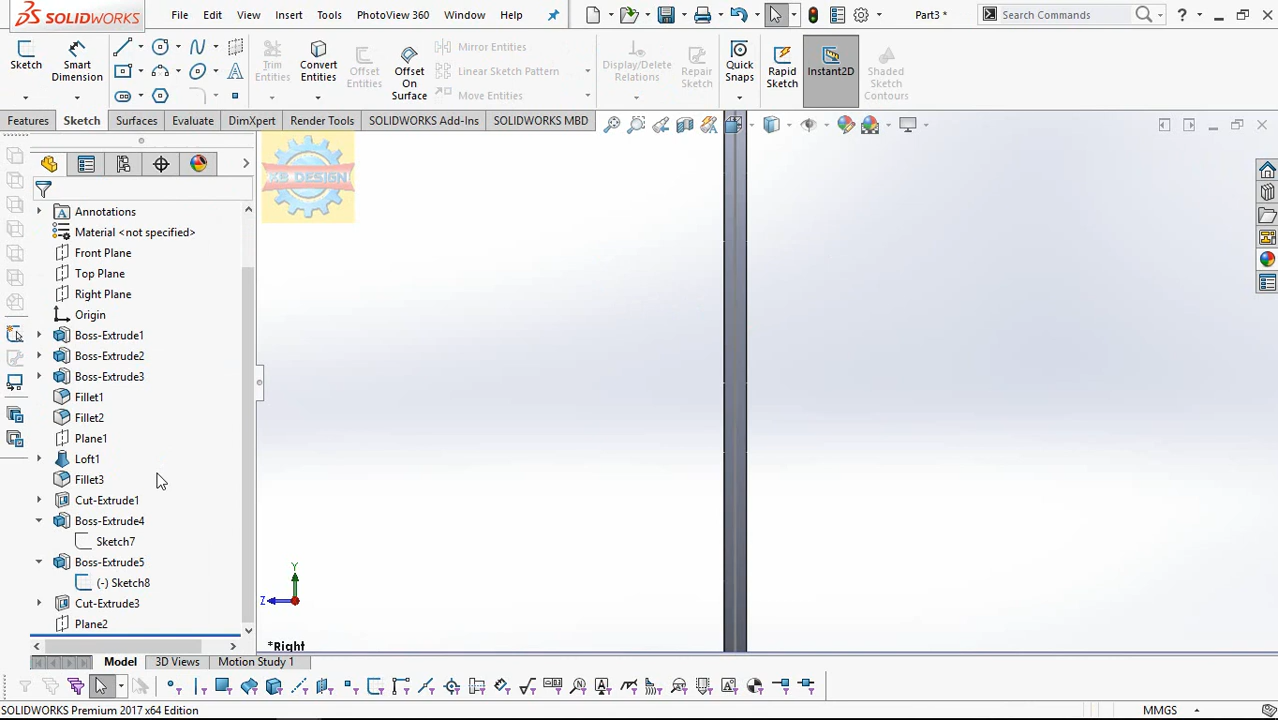 SOLIDWORKS
File Edit View Insert Tools PhotoView 360 Window Help
Part3 *
Search Commands
Sketch
Smart Dimension
Trim Entities
Convert Entities
Offset Entities
Offset On Surface
Mirror Entities
Linear Sketch Pattern
Move Entities
Display/Delete Relations
Repair Sketch
Quick Snaps
Rapid Sketch
Instant2D
Shaded Sketch Contours
Features Sketch Surfaces Evaluate DimXpert Render Tools SOLIDWORKS Add-Ins SOLIDWORKS MBD
KB DESIGN
Annotations
Material <not specified>
Front Plane
Top Plane
Right Plane
Origin
Boss-Extrude1
Boss-Extrude2
Boss-Extrude3
Fillet1
Fillet2
Plane1
Loft1
Fillet3
Cut-Extrude1
Boss-Extrude4
Sketch7
Boss-Extrude5
(-) Sketch8
Cut-Extrude3
Plane2
Y
Z
*Right
Model 3D Views Motion Study 1
SOLIDWORKS Premium 2017 x64 Edition
MMGS